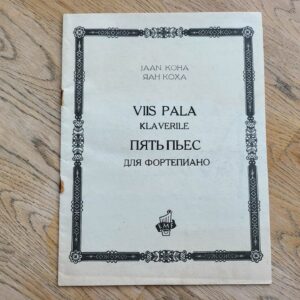 JAAN KOHA
ЯАН КОХА
VIIS PALA
KLAVERILE
ПЯТЬ ПЬЕС
ДЛЯ ФОРТЕПИАНО